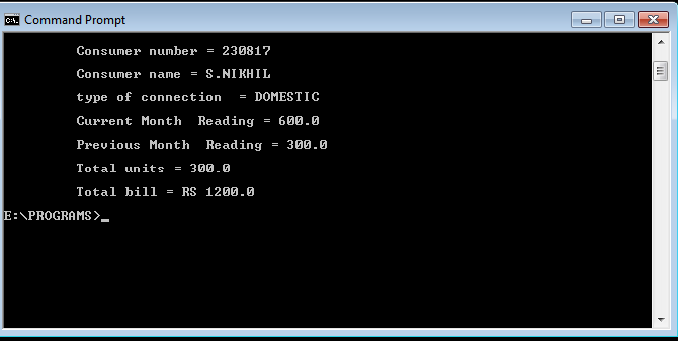 Command Prompt
Consumer number = 230817
Consumer name = S.NIKHIL
type of connection  = DOMESTIC
Current Month  Reading = 600.0
Previous Month  Reading = 300.0
Total units = 300.0
Total bill = RS 1200.0
E:\PROGRAMS>_